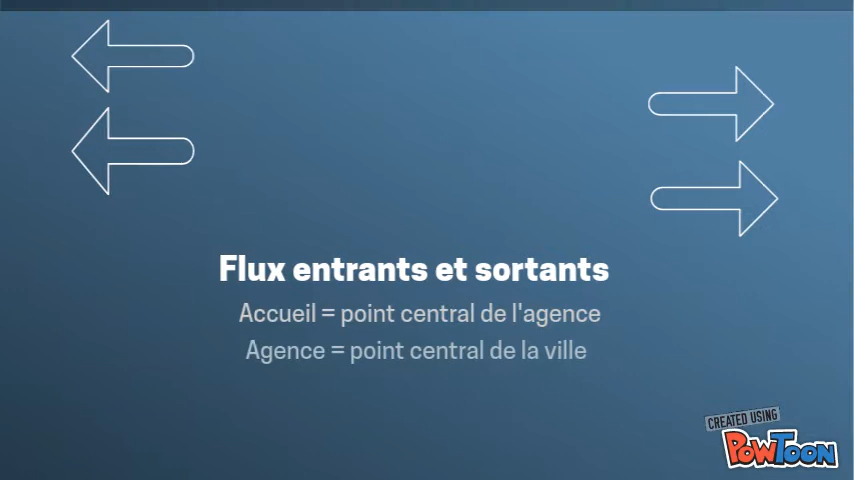 Flux entrants et sortants
Accueil = point central de l'agence
Agence = point central de la ville
CREATED USING
POWTOON